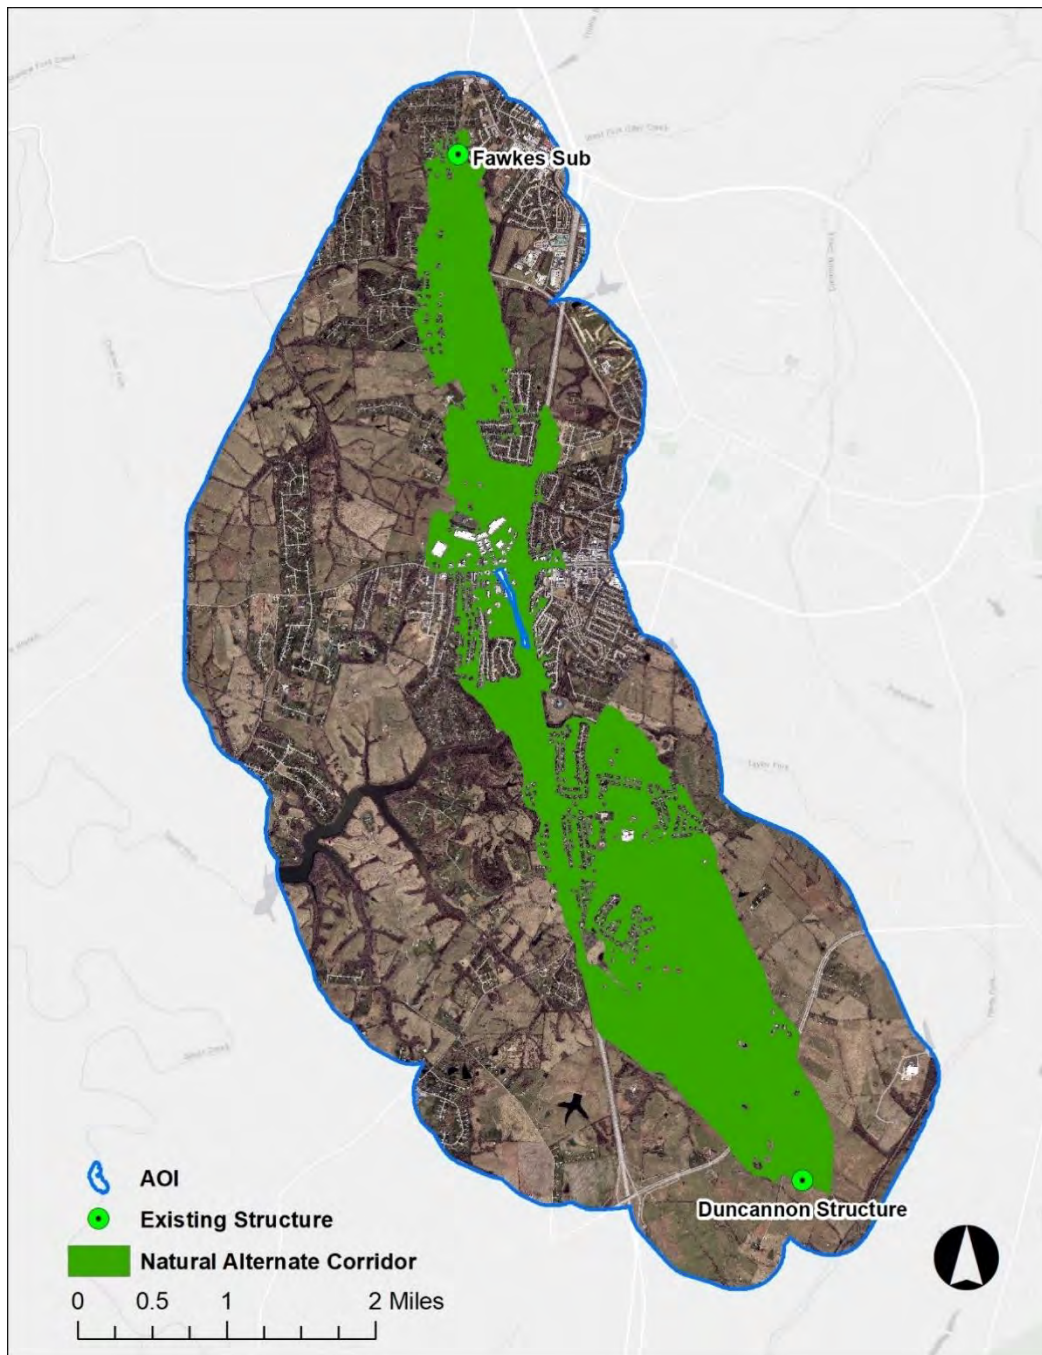 Fawkes Sub
Duncannon Structure
AOI
Existing Structure
Natural Alternate Corridor
0 0.5 1 2 Miles